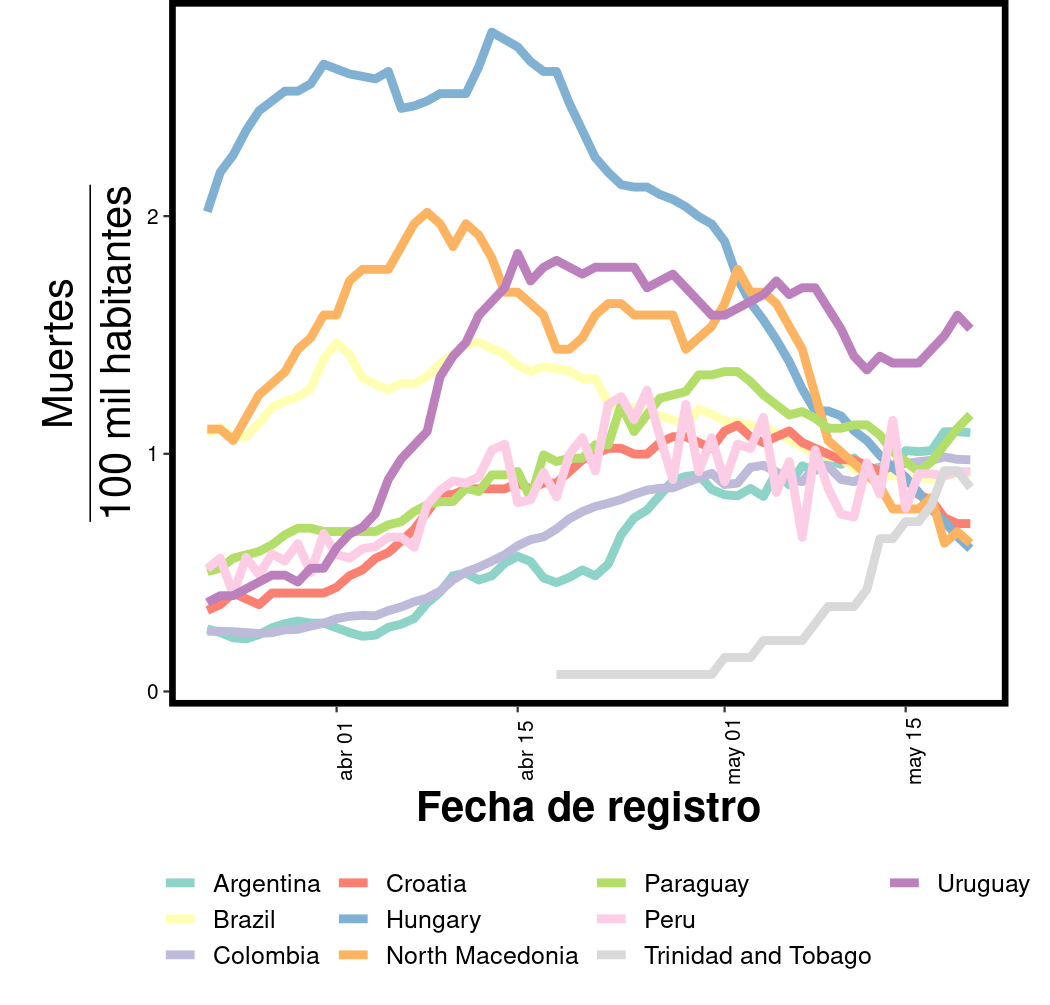 Muertes
100 mil habitantes
2
1
0
abr 01
abr 15
may 01
may 15
Fecha de registro
Argentina
Croatia
Paraguay
Uruguay
Brazil
Hungary
Peru
Colombia
North Macedonia
Trinidad and Tobago